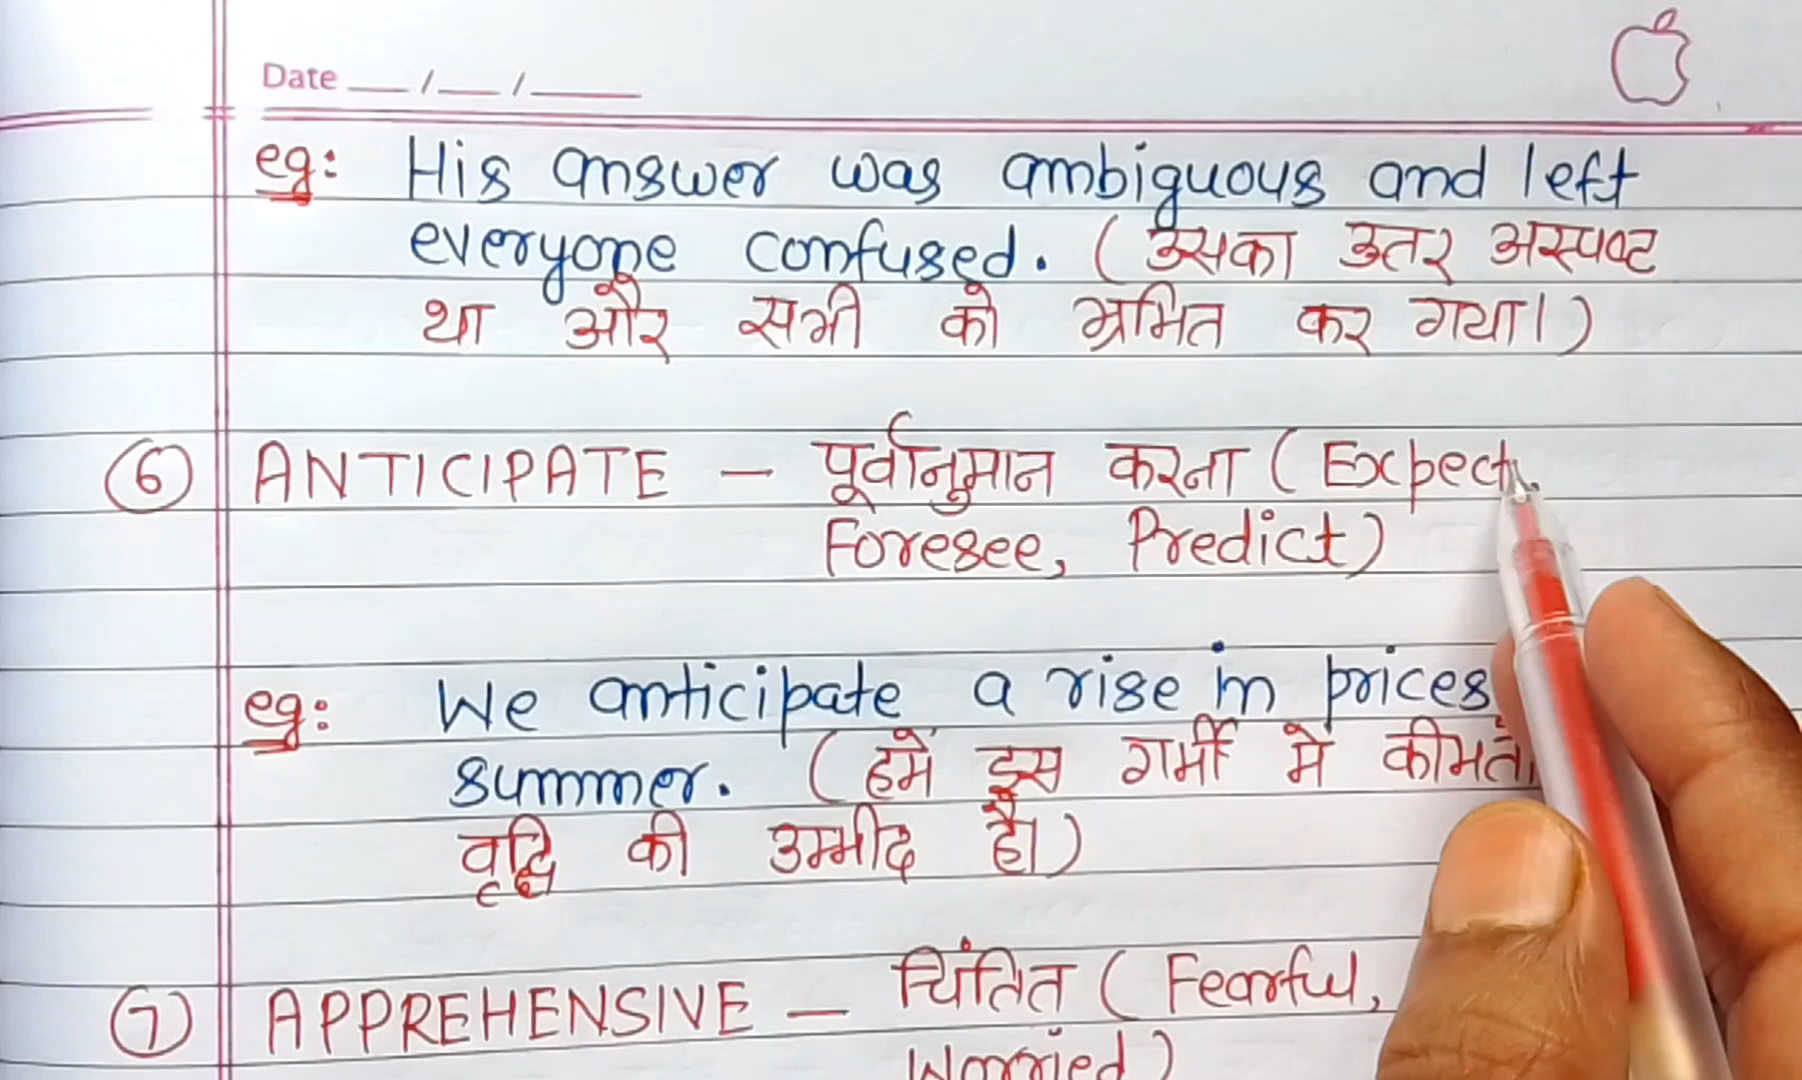 Date __/__/____
eg: His answer was ambiguous and left
everyone confused. (उसका उतर अस्पष्ट
था और सभी को भ्रमित कर गया।)
6 ANTICIPATE - पूर्वानुमान करना (Expect,
Foresee, Predict)
eg: We anticipate a rise in prices
summer. (हमें इस गर्मी मे कीमतें
वृद्धि की उम्मीद है।)
7 APPREHENSIVE - चिंतित (Fearful,
Worried)